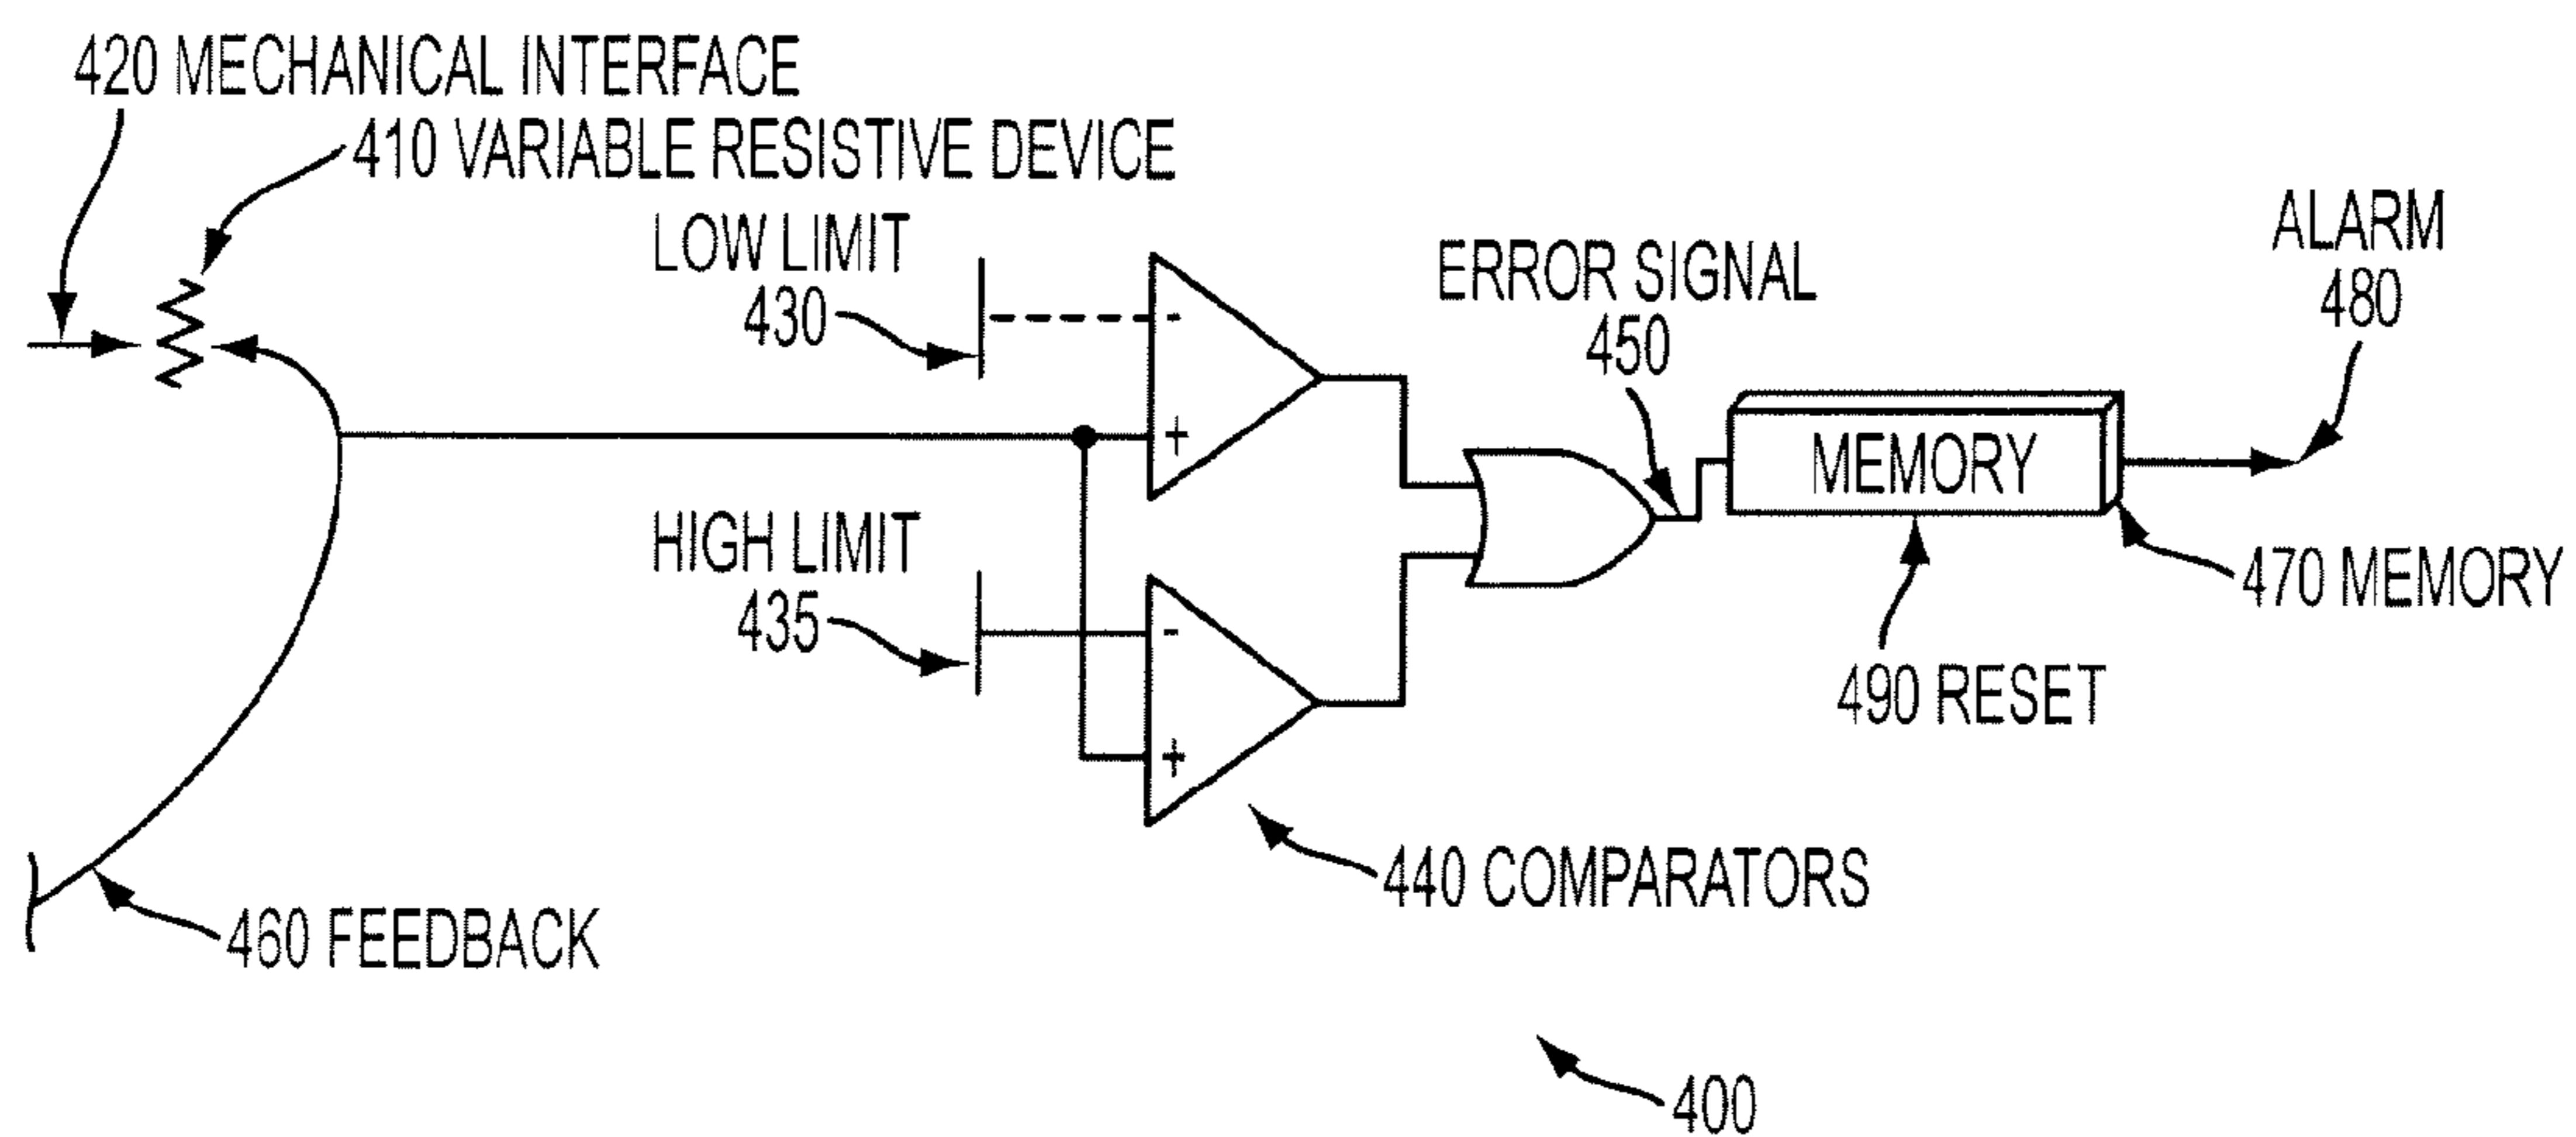 420 MECHANICAL INTERFACE
410 VARIABLE RESISTIVE DEVICE
LOW LIMIT
430
-
+
HIGH LIMIT
435
-
+
ERROR SIGNAL
450
ALARM
480
MEMORY
470 MEMORY
490 RESET
440 COMPARATORS
460 FEEDBACK
400